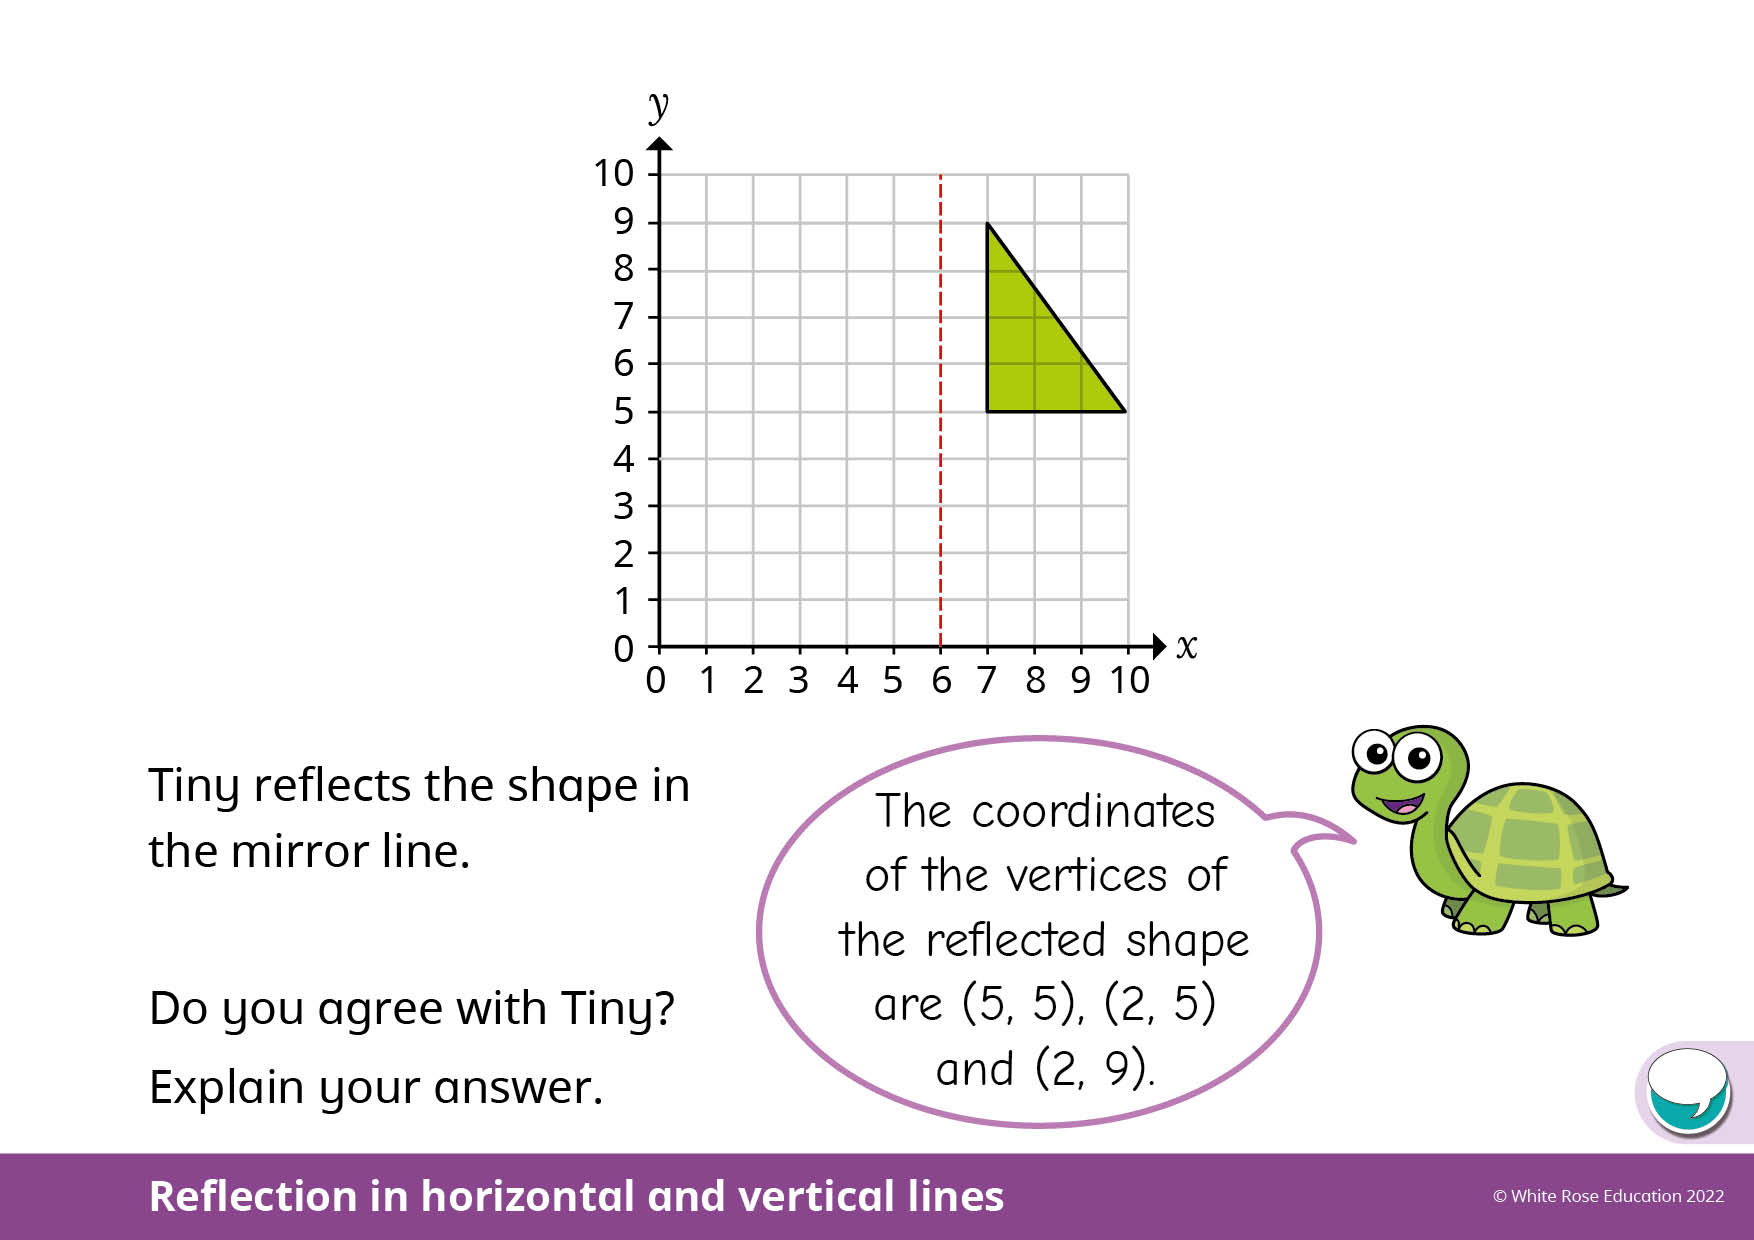 y
10
9
8
7
6
5
4
3
2
1
0
0 1 2 3 4 5 6 7 8 9 10 x
Tiny reflects the shape in
the mirror line.
Do you agree with Tiny?
Explain your answer.
The coordinates
of the vertices of
the reflected shape
are (5, 5), (2, 5)
and (2, 9).
Reflection in horizontal and vertical lines
© White Rose Education 2022